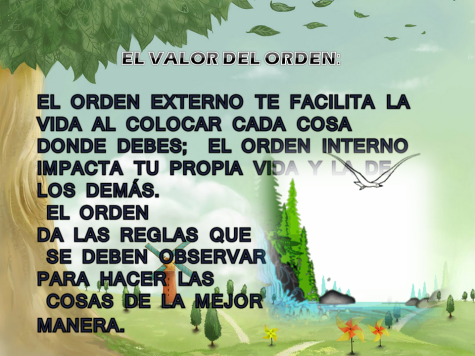 EL VALOR DEL ORDEN:
EL ORDEN EXTERNO TE FACILITA LA
VIDA AL COLOCAR CADA COSA
DONDE DEBES; EL ORDEN INTERNO
IMPACTA TU PROPIA VIDA Y LA DE
LOS DEMÁS.
EL ORDEN
DA LAS REGLAS QUE
SE DEBEN OBSERVAR
PARA HACER LAS
COSAS DE LA MEJOR
MANERA.